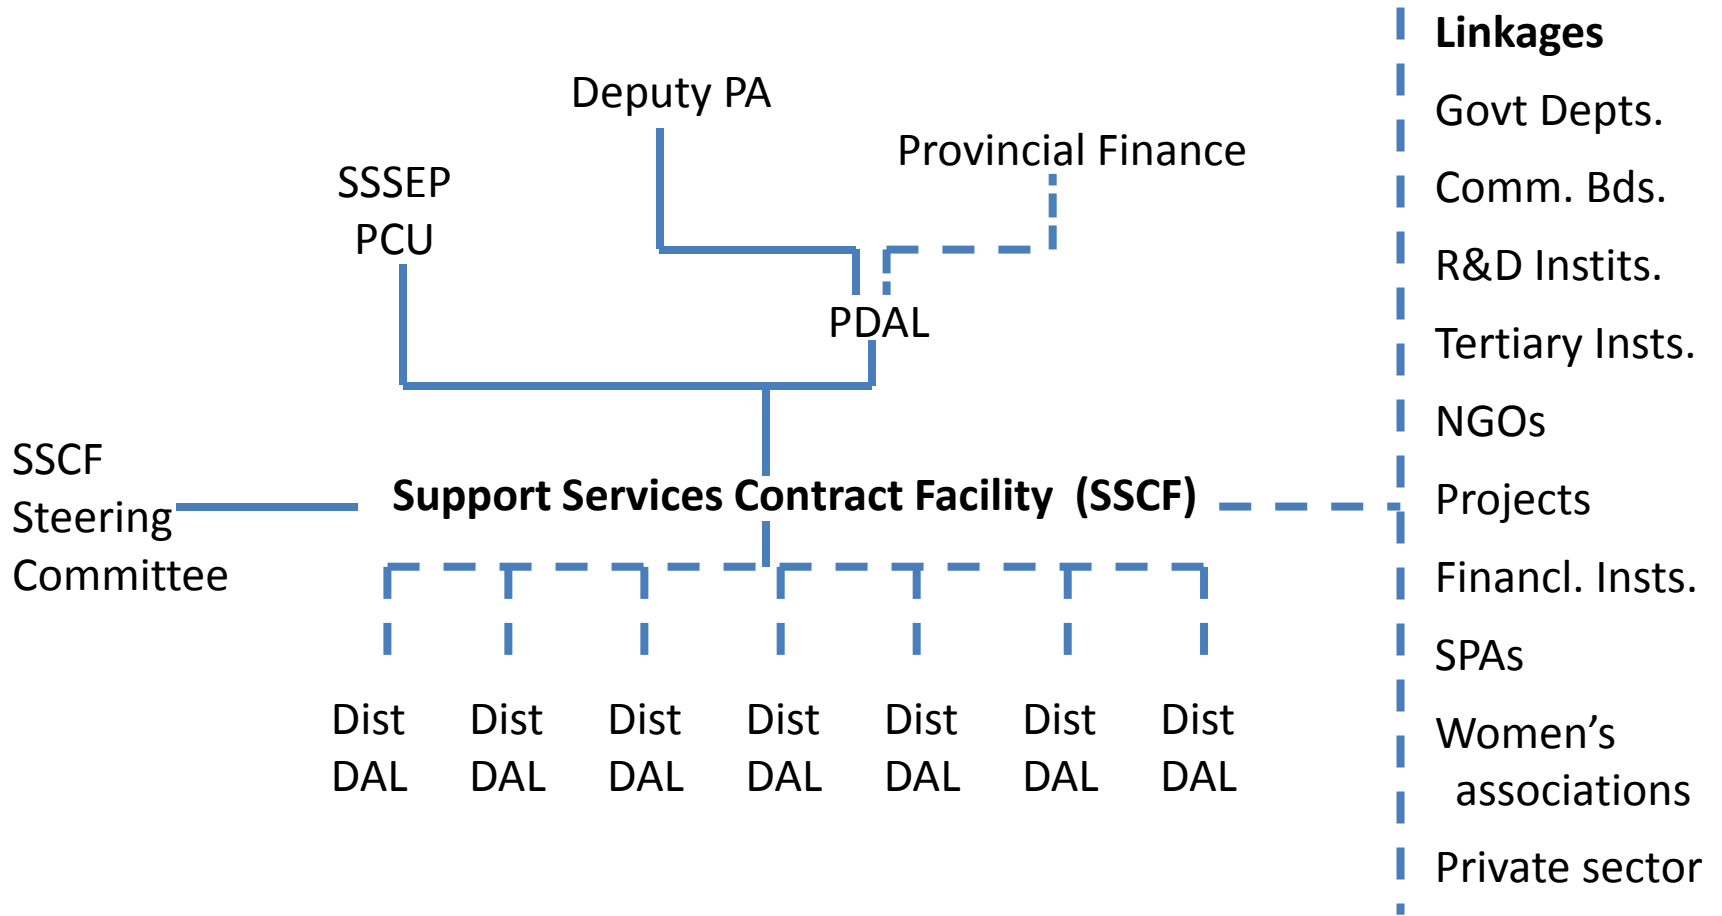 Deputy PA
Provincial Finance
SSSEP
PCU
PDAL
SSCF
Steering
Committee
Support Services Contract Facility (SSCF)
Dist Dist Dist Dist Dist Dist Dist
DAL DAL DAL DAL DAL DAL DAL
Linkages
Govt Depts.
Comm. Bds.
R&D Instits.
Tertiary Insts.
NGOs
Projects
Financl. Insts.
SPAs
Women’s
associations
Private sector